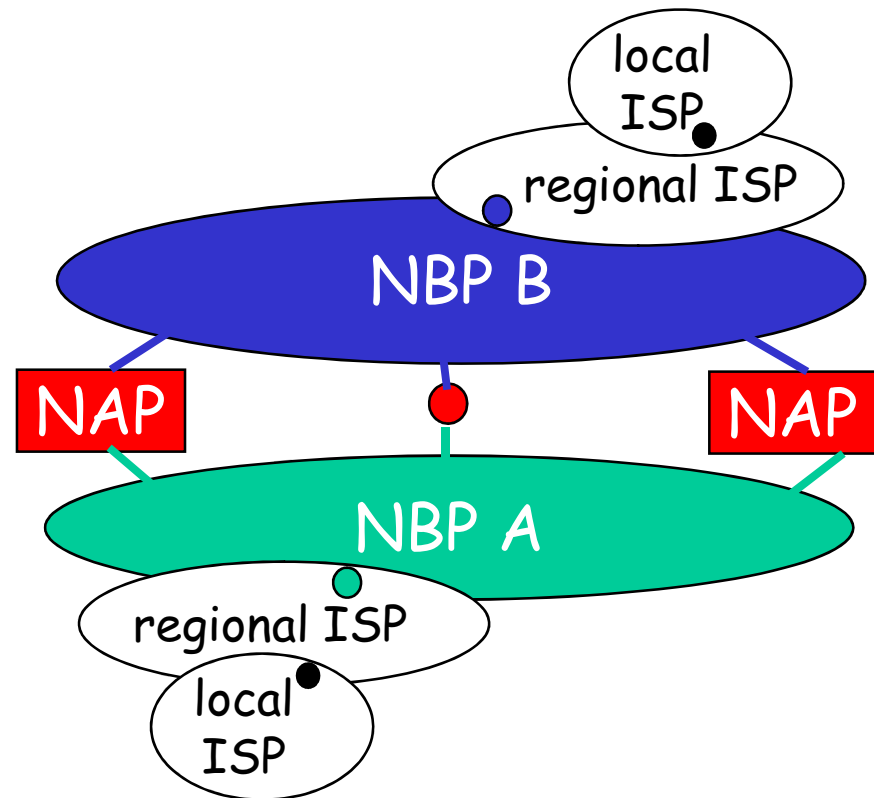 local
ISP
regional ISP
NBP B
NAP
NAP
NBP A
regional ISP
local
ISP